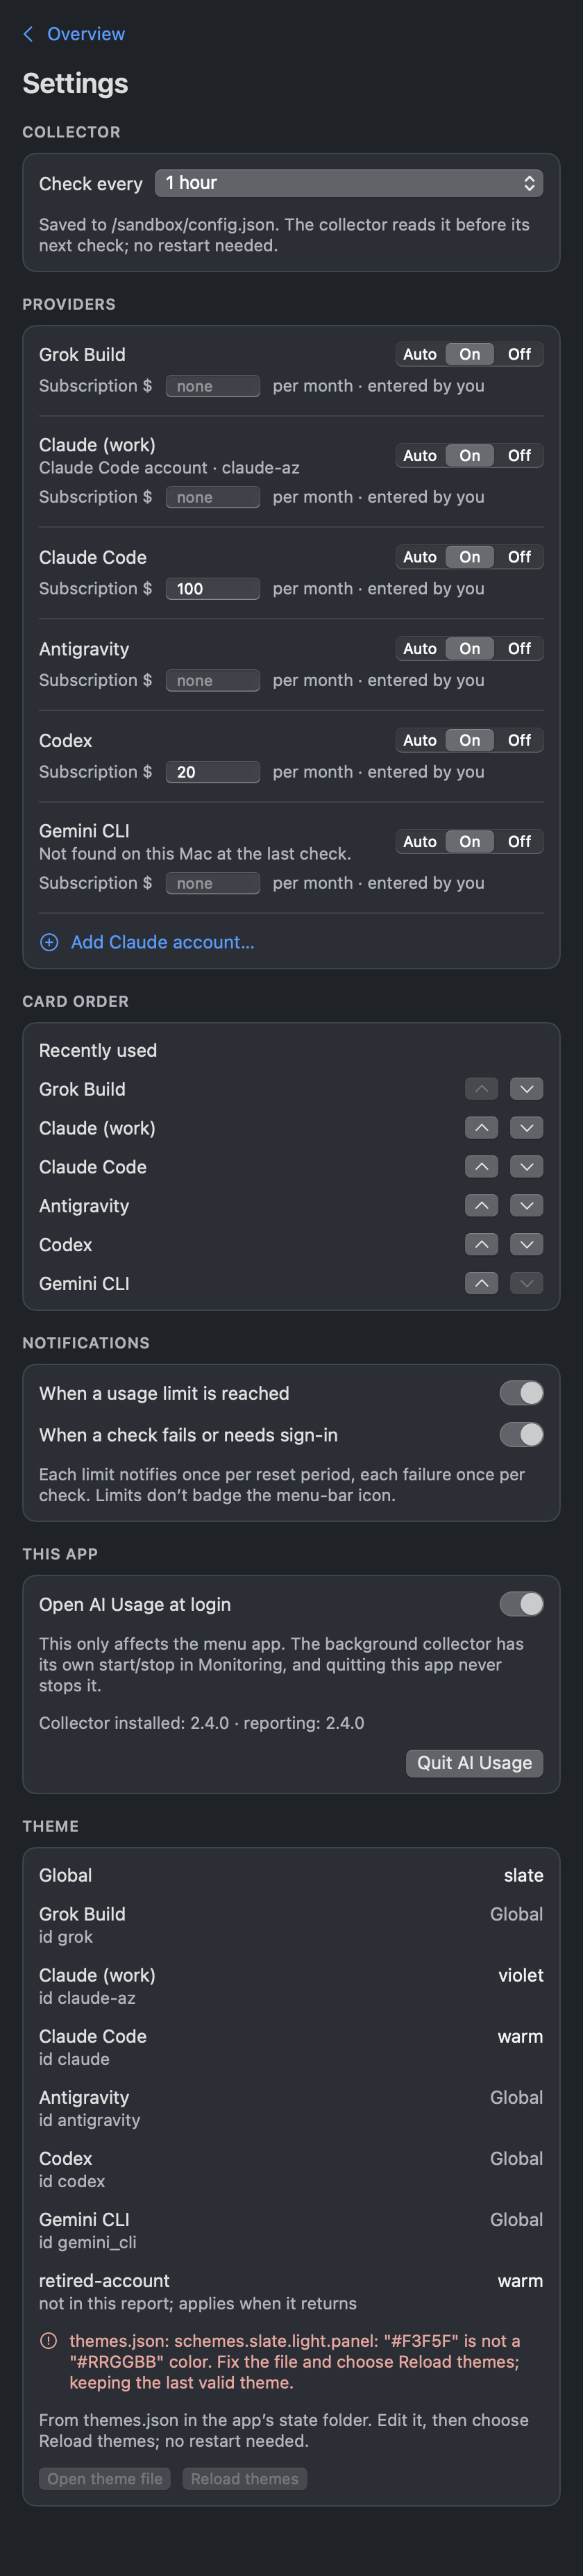 Overview
Settings
COLLECTOR
Check every 1 hour
Saved to /sandbox/config.json. The collector reads it before its
next check; no restart needed.
PROVIDERS
Grok Build Auto On Off
Subscription $ none per month · entered by you
Claude (work) Auto On Off
Claude Code account · claude-az
Subscription $ none per month · entered by you
Claude Code Auto On Off
Subscription $ 100 per month · entered by you
Antigravity Auto On Off
Subscription $ none per month · entered by you
Codex Auto On Off
Subscription $ 20 per month · entered by you
Gemini CLI Auto On Off
Not found on this Mac at the last check.
Subscription $ none per month · entered by you
Add Claude account...
CARD ORDER
Recently used
Grok Build
Claude (work)
Claude Code
Antigravity
Codex
Gemini CLI
NOTIFICATIONS
When a usage limit is reached
When a check fails or needs sign-in
Each limit notifies once per reset period, each failure once per
check. Limits don't badge the menu-bar icon.
THIS APP
Open AI Usage at login
This only affects the menu app. The background collector has
its own start/stop in Monitoring, and quitting this app never
stops it.
Collector installed: 2.4.0 · reporting: 2.4.0
Quit AI Usage
THEME
Global slate
Grok Build Global
id grok
Claude (work) violet
id claude-az
Claude Code warm
id claude
Antigravity Global
id antigravity
Codex Global
id codex
Gemini CLI Global
id gemini_cli
retired-account warm
not in this report; applies when it returns
themes.json: schemes.slate.light.panel: "#F3F5F" is not a
"#RRGGBB" color. Fix the file and choose Reload themes;
keeping the last valid theme.
From themes.json in the app's state folder. Edit it, then choose
Reload themes; no restart needed.
Open theme file Reload themes